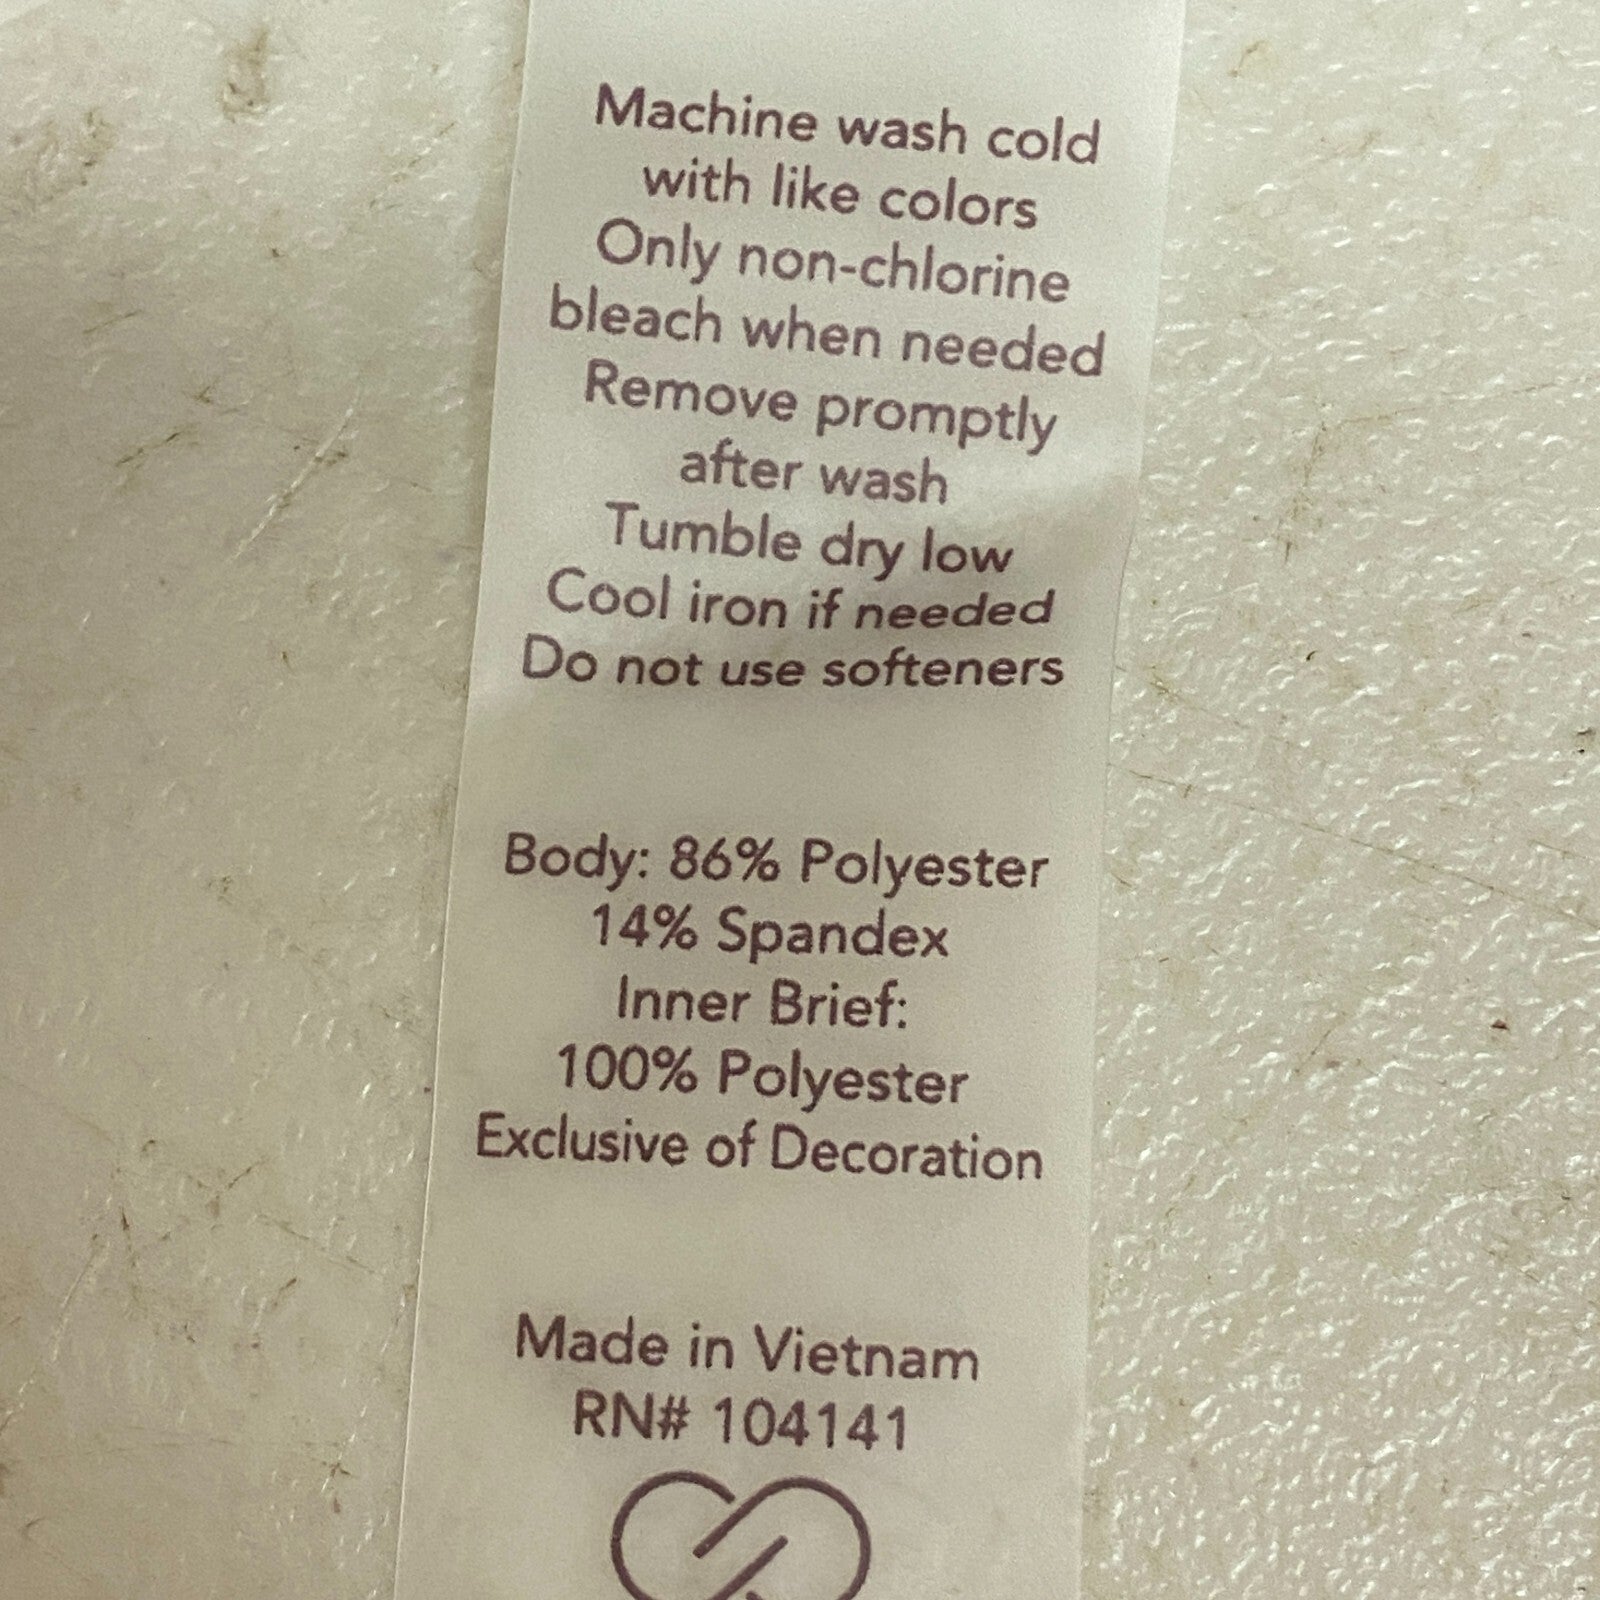 Machine wash cold
with like colors
Only non-chlorine
bleach when needed
Remove promptly
after wash
Tumble dry low
Cool iron if needed
Do not use softeners
Body: 86% Polyester
14% Spandex
Inner Brief:
100% Polyester
Exclusive of Decoration
Made in Vietnam
RN# 104141